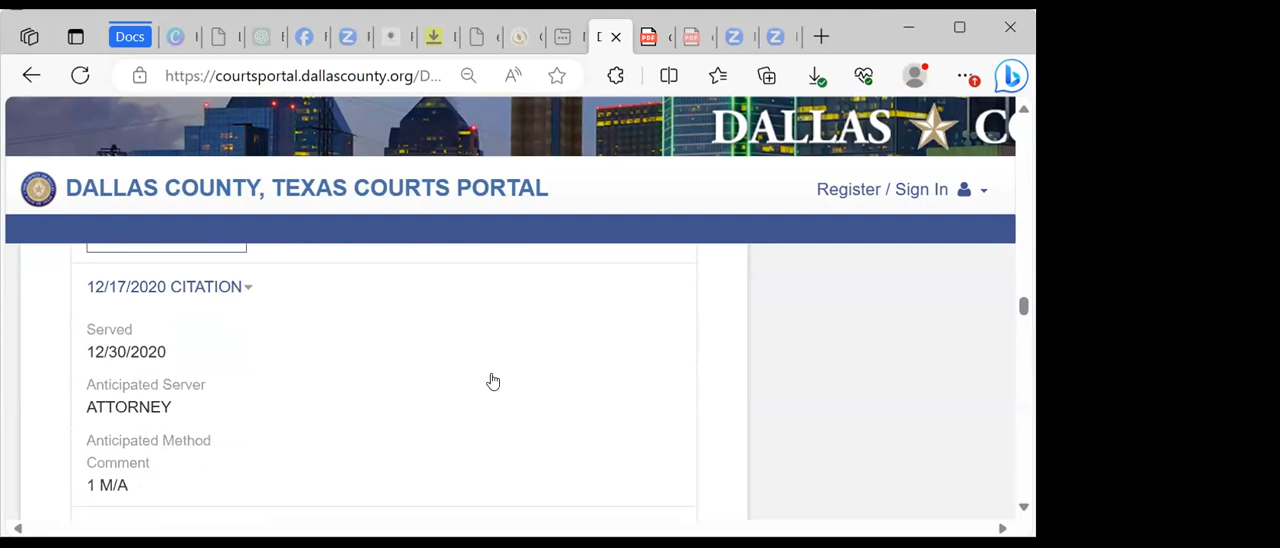 Docs
https://courtsportal.dallascounty.org/D...
DALLAS CO
DALLAS COUNTY, TEXAS COURTS PORTAL
Register / Sign In
12/17/2020 CITATION
Served
12/30/2020
Anticipated Server
ATTORNEY
Anticipated Method
Comment
1 M/A